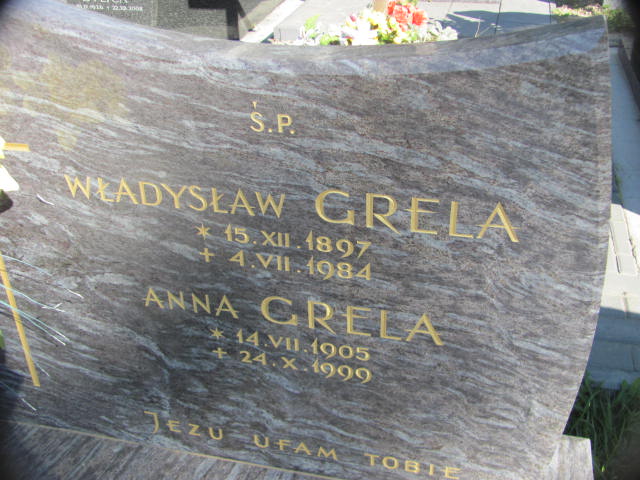 Ś.P.
WŁADYSŁAW GRELA
* 15.XII.1897
+ 4.VII.1984
ANNA GRELA
* 14.VII.1905
+ 24.X.1999
JEZU UFAM TOBIE